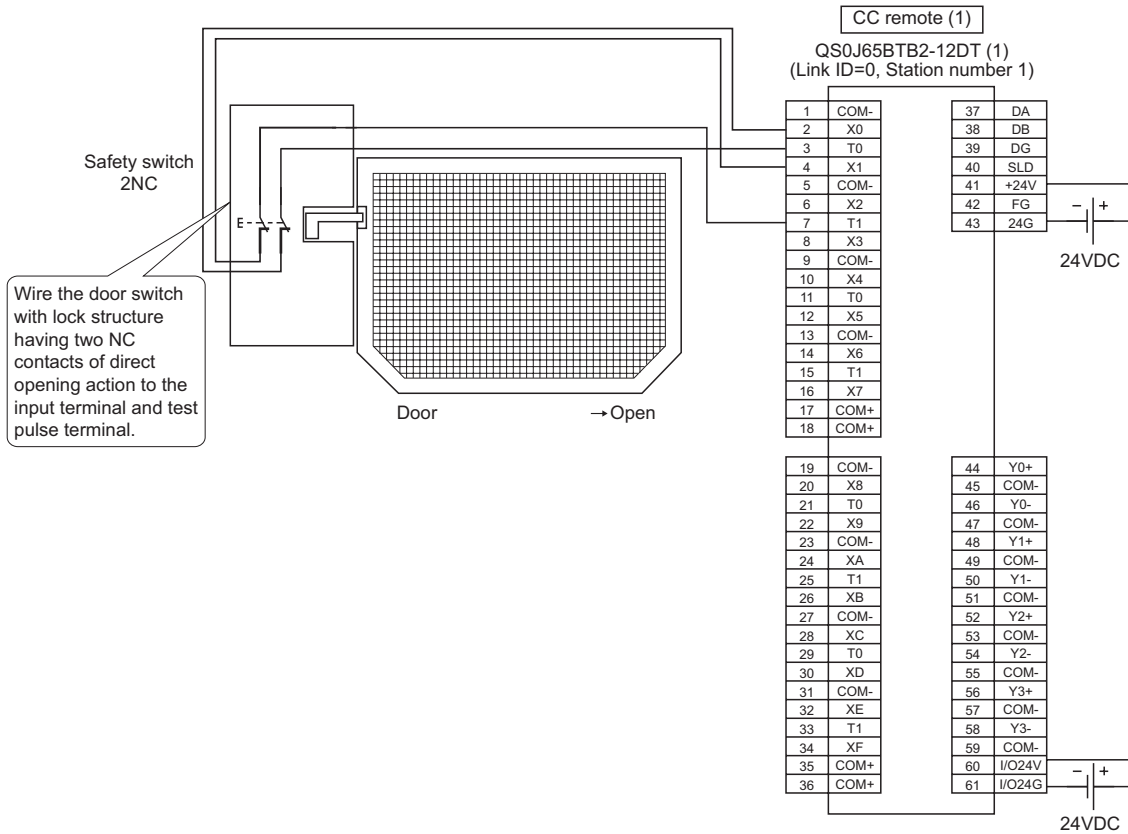 CC remote (1)
QS0J65BTB2-12DT (1)
(Link ID=0, Station number 1)
Safety switch
2NC
E
Wire the door switch
with lock structure
having two NC
contacts of direct
opening action to the
input terminal and test
pulse terminal.
Door
→Open
1 COM-
2 X0
3 T0
4 X1
5 COM-
6 X2
7 T1
8 X3
9 COM-
10 X4
11 T0
12 X5
13 COM-
14 X6
15 T1
16 X7
17 COM+
18 COM+
19 COM-
20 X8
21 T0
22 X9
23 COM-
24 XA
25 T1
26 XB
27 COM-
28 XC
29 T0
30 XD
31 COM-
32 XE
33 T1
34 XF
35 COM+
36 COM+
37 DA
38 DB
39 DG
40 SLD
41 +24V
42 FG
43 24G
− +
24VDC
44 Y0+
45 COM-
46 Y0-
47 COM-
48 Y1+
49 COM-
50 Y1-
51 COM-
52 Y2+
53 COM-
54 Y2-
55 COM-
56 Y3+
57 COM-
58 Y3-
59 COM-
60 I/O24V
61 I/O24G
− +
24VDC